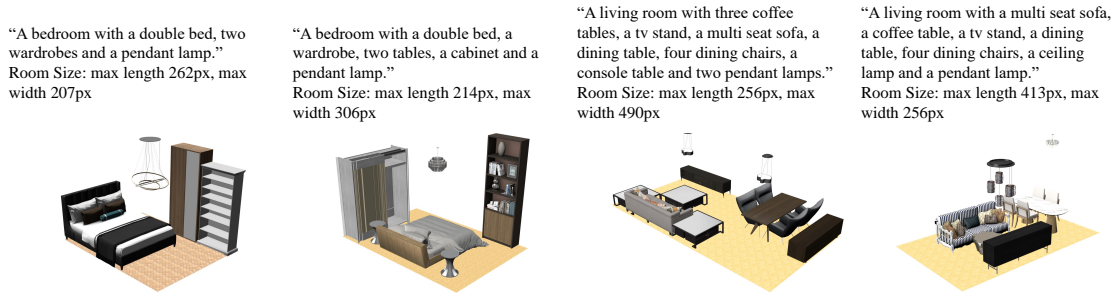 “A bedroom with a double bed, two
wardrobes and a pendant lamp.”
Room Size: max length 262px, max
width 207px
“A bedroom with a double bed, a
wardrobe, two tables, a cabinet and a
pendant lamp.”
Room Size: max length 214px, max
width 306px
“A living room with three coffee
tables, a tv stand, a multi seat sofa, a
dining table, four dining chairs, a
console table and two pendant lamps.”
Room Size: max length 256px, max
width 490px
“A living room with a multi seat sofa,
a coffee table, a tv stand, a dining
table, four dining chairs, a ceiling
lamp and a pendant lamp.”
Room Size: max length 413px, max
width 256px